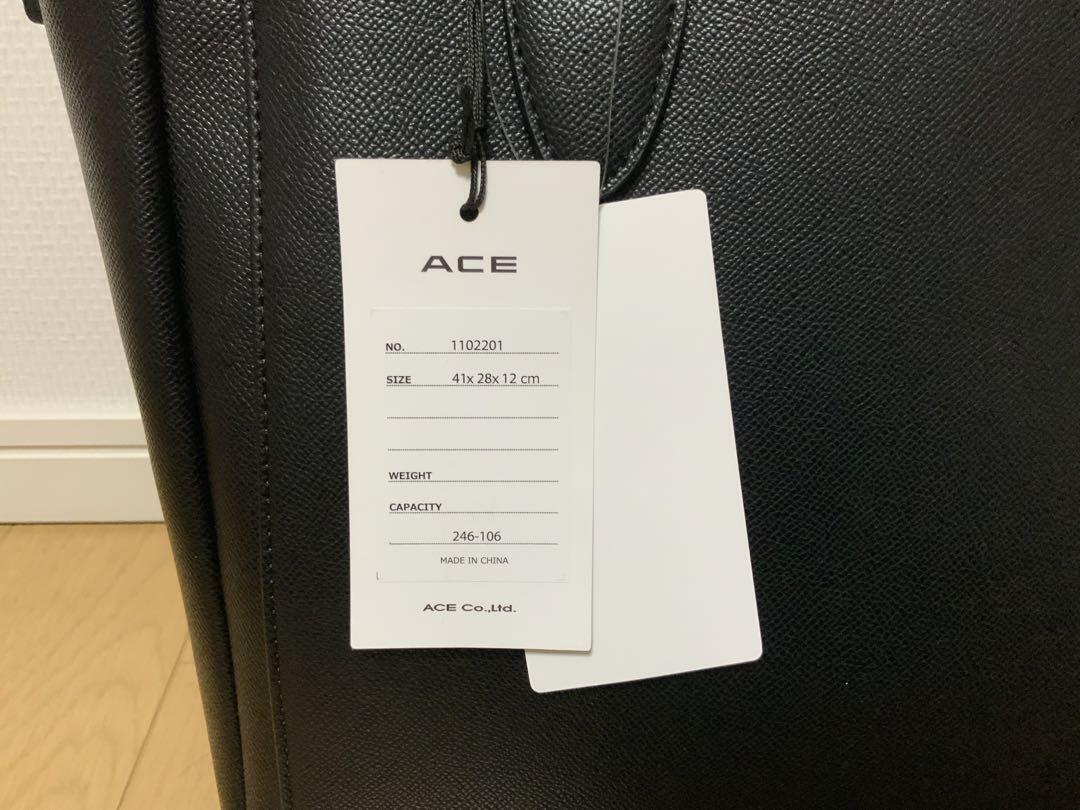 ACE
NO. 1102201
SIZE 41x 28x 12 cm
WEIGHT
CAPACITY
246-106
MADE IN CHINA
ACE Co.,Ltd.